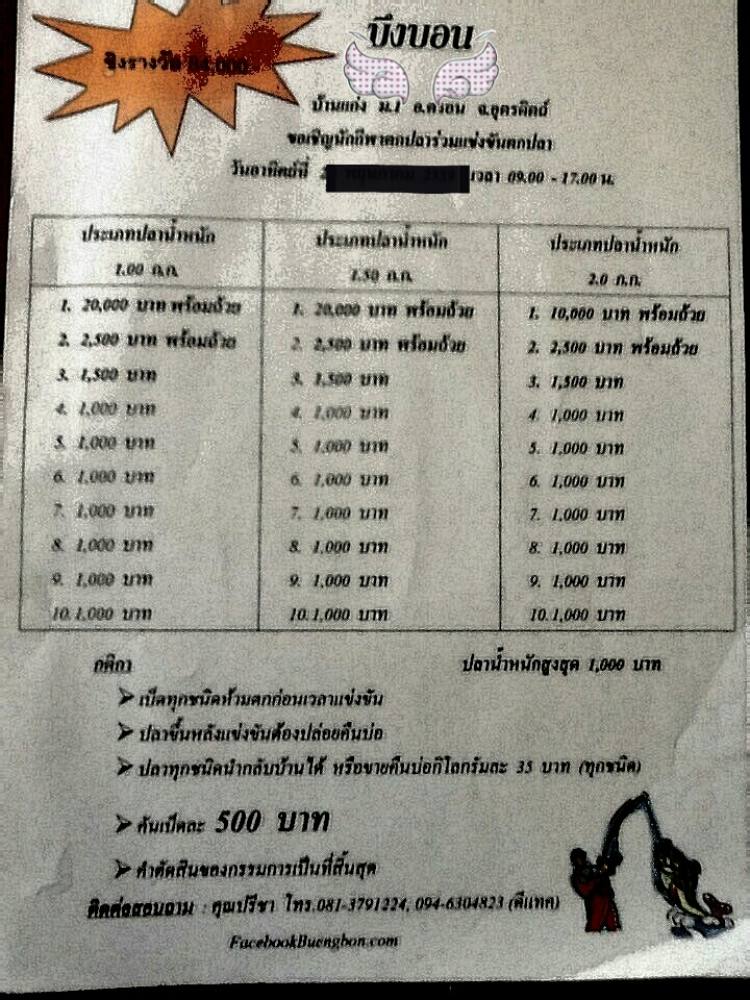 บึงบอน
ชิงรางวัล
บ้านแก่ง ม.1 อ.ตรอน จ.อุตรดิตถ์
ขอเชิญนักกีฬาตกปลาร่วมแข่งขันตกปลา
วันอาทิตย์ที่ เวลา 09.00 - 17.00 น.
ประเภทปลาน้ำหนัก ประเภทปลาน้ำหนัก ประเภทปลาน้ำหนัก
1.00 ก.ก. 1.50 ก.ก. 2.0 ก.ก.
1. 20,000 บาท พร้อมถ้วย 1. 20,000 บาท พร้อมถ้วย 1. 10,000 บาท พร้อมถ้วย
2. 2,500 บาท พร้อมถ้วย 2. 2,500 บาท พร้อมถ้วย 2. 2,500 บาท พร้อมถ้วย
3. 1,500 บาท 3. 1,500 บาท 3. 1,500 บาท
4. 1,000 บาท 4. 1,000 บาท 4. 1,000 บาท
5. 1,000 บาท 5. 1,000 บาท 5. 1,000 บาท
6. 1,000 บาท 6. 1,000 บาท 6. 1,000 บาท
7. 1,000 บาท 7. 1,000 บาท 7. 1,000 บาท
8. 1,000 บาท 8. 1,000 บาท 8. 1,000 บาท
9. 1,000 บาท 9. 1,000 บาท 9. 1,000 บาท
10. 1,000 บาท 10. 1,000 บาท 10. 1,000 บาท
กติกา ปลาน้ำหนักสูงสุด 1,000 บาท
➢ เบ็ดทุกชนิดห้ามตกก่อนเวลาแข่งขัน
➢ ปลาขึ้นหลังแข่งขันต้องปล่อยคืนบ่อ
➢ ปลาทุกชนิดนำกลับบ้านได้ หรือขายคืนบ่อกิโลกรัมละ 35 บาท (ทุกชนิด)
➢ คันเบ็ดละ 500 บาท
➢ คำตัดสินของกรรมการเป็นที่สิ้นสุด
ติดต่อสอบถาม : คุณปรีชา โทร.081-3791224, 094-6304823 (ดีแทค)
FacebookBuengbon.com